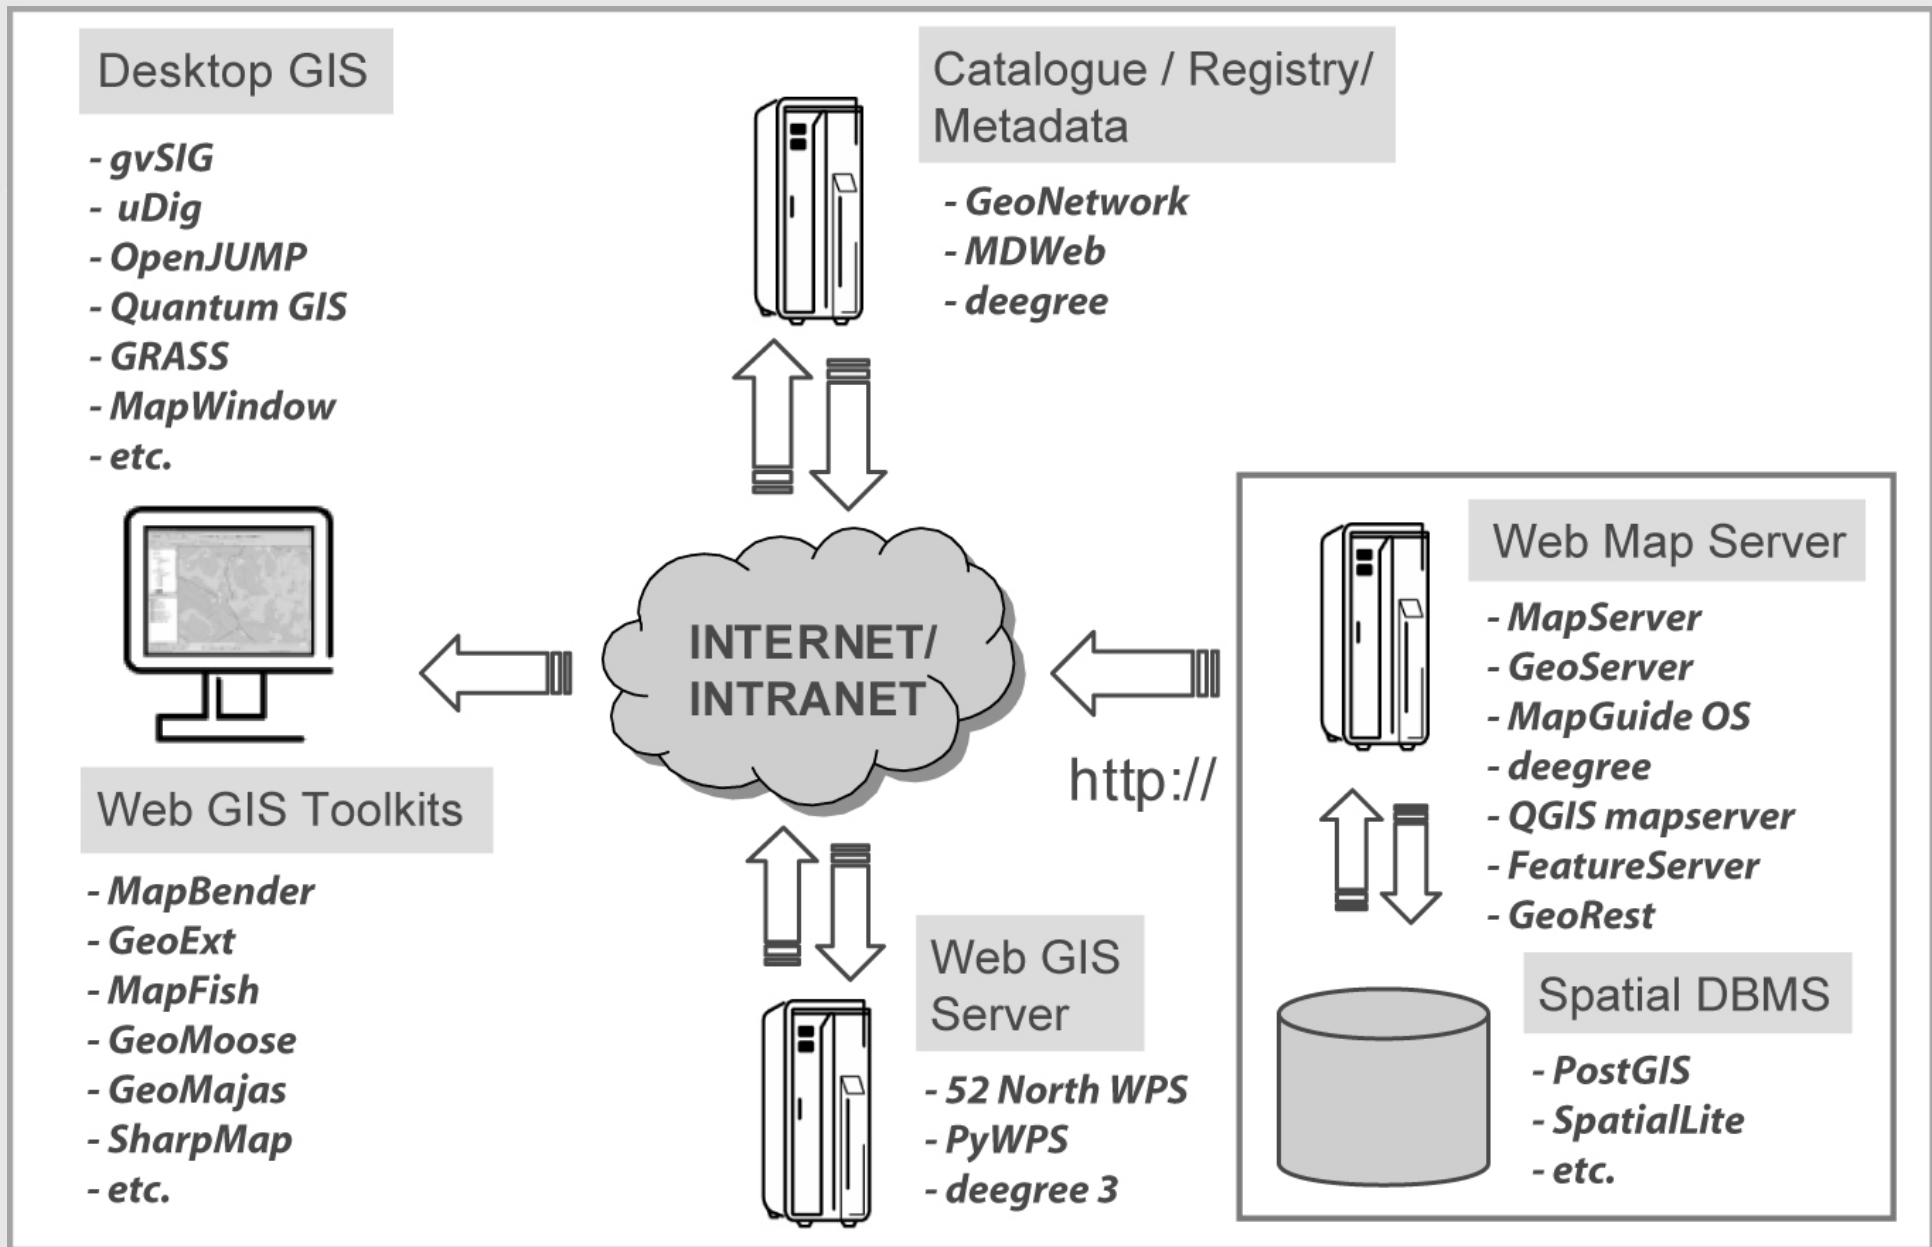 Desktop GIS
- gvSIG
- uDig
- OpenJUMP
- Quantum GIS
- GRASS
- MapWindow
- etc.
Catalogue / Registry/
Metadata
- GeoNetwork
- MDWeb
- deegree
INTERNET/
INTRANET
http://
Web Map Server
- MapServer
- GeoServer
- MapGuide OS
- deegree
- QGIS mapserver
- FeatureServer
- GeoRest
Spatial DBMS
- PostGIS
- SpatialLite
- etc.
Web GIS Toolkits
- MapBender
- GeoExt
- MapFish
- GeoMoose
- GeoMajas
- SharpMap
- etc.
Web GIS
Server
- 52 North WPS
- PyWPS
- deegree 3